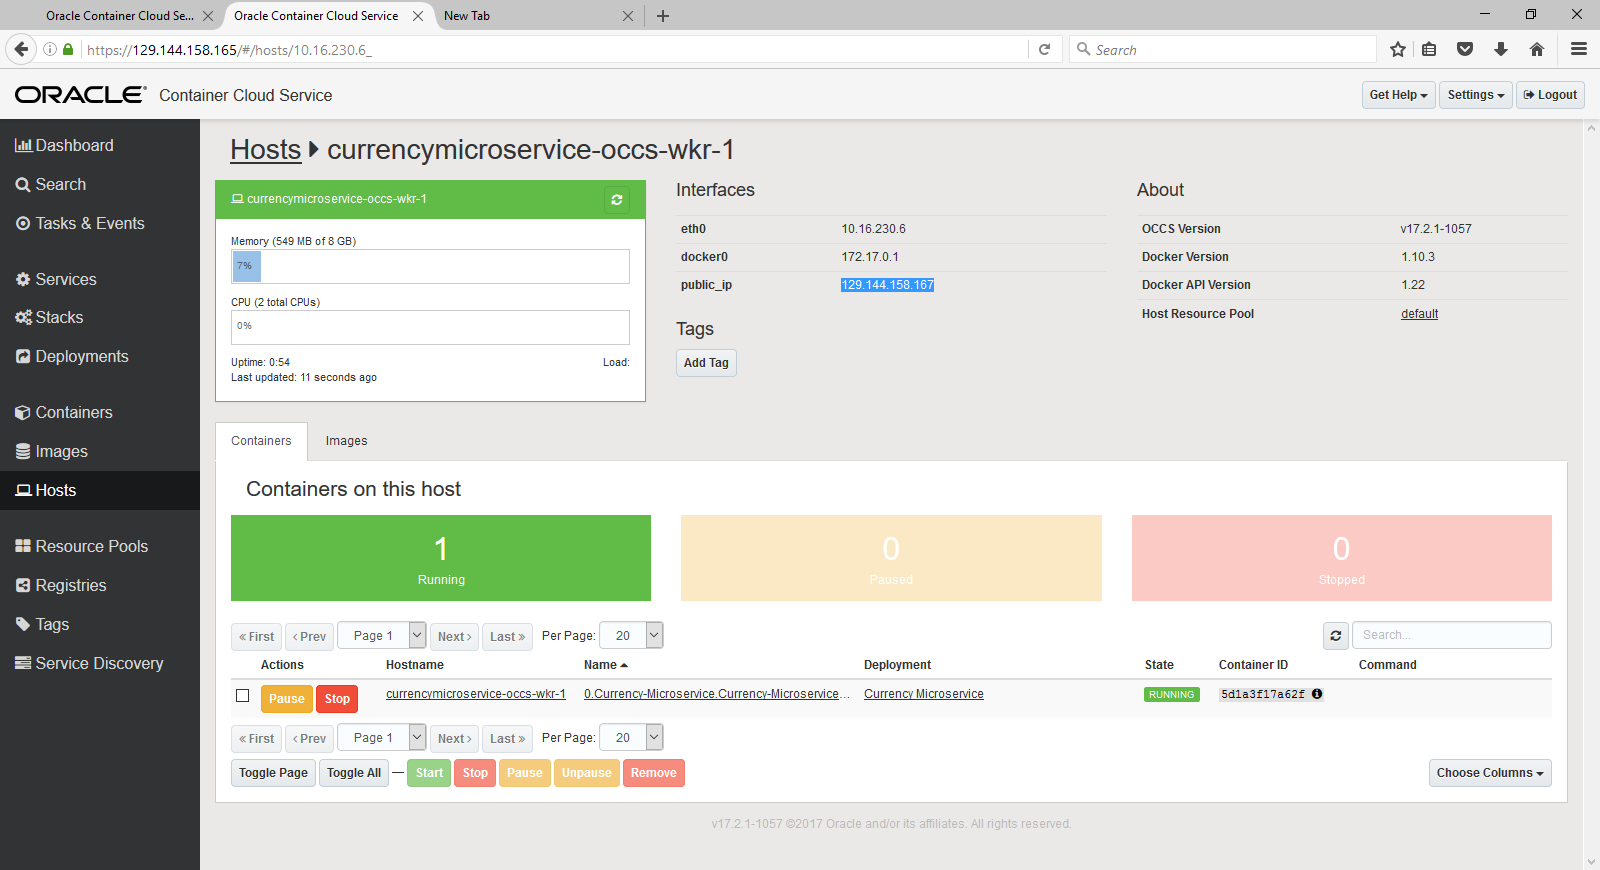 Oracle Container Cloud Se...
Oracle Container Cloud Service
New Tab
https://129.144.158.165/#/hosts/10.16.230.6_
Search
ORACLE Container Cloud Service
Get Help
Settings
Logout
Dashboard
Search
Tasks & Events
Services
Stacks
Deployments
Containers
Images
Hosts
Resource Pools
Registries
Tags
Service Discovery
Hosts currencymicroservice-occs-wkr-1
currencymicroservice-occs-wkr-1
Memory (549 MB of 8 GB)
7%
CPU (2 total CPUs)
0%
Uptime: 0:54 Load:
Last updated: 11 seconds ago
Interfaces
eth0 10.16.230.6
docker0 172.17.0.1
public_ip 129.144.158.167
Tags
Add Tag
About
OCCS Version v17.2.1-1057
Docker Version 1.10.3
Docker API Version 1.22
Host Resource Pool default
Containers Images
Containers on this host
1
Running
0
Paused
0
Stopped
« First ‹ Prev Page 1 Next › Last » Per Page: 20 Search...
Actions Hostname Name Deployment State Container ID Command
Pause Stop currencymicroservice-occs-wkr-1 0.Currency-Microservice.Currency-Microservice... Currency Microservice RUNNING 5d1a3f17a62f
« First ‹ Prev Page 1 Next › Last » Per Page: 20
Toggle Page Toggle All — Start Stop Pause Unpause Remove Choose Columns
v17.2.1-1057 ©2017 Oracle and/or its affiliates. All rights reserved.